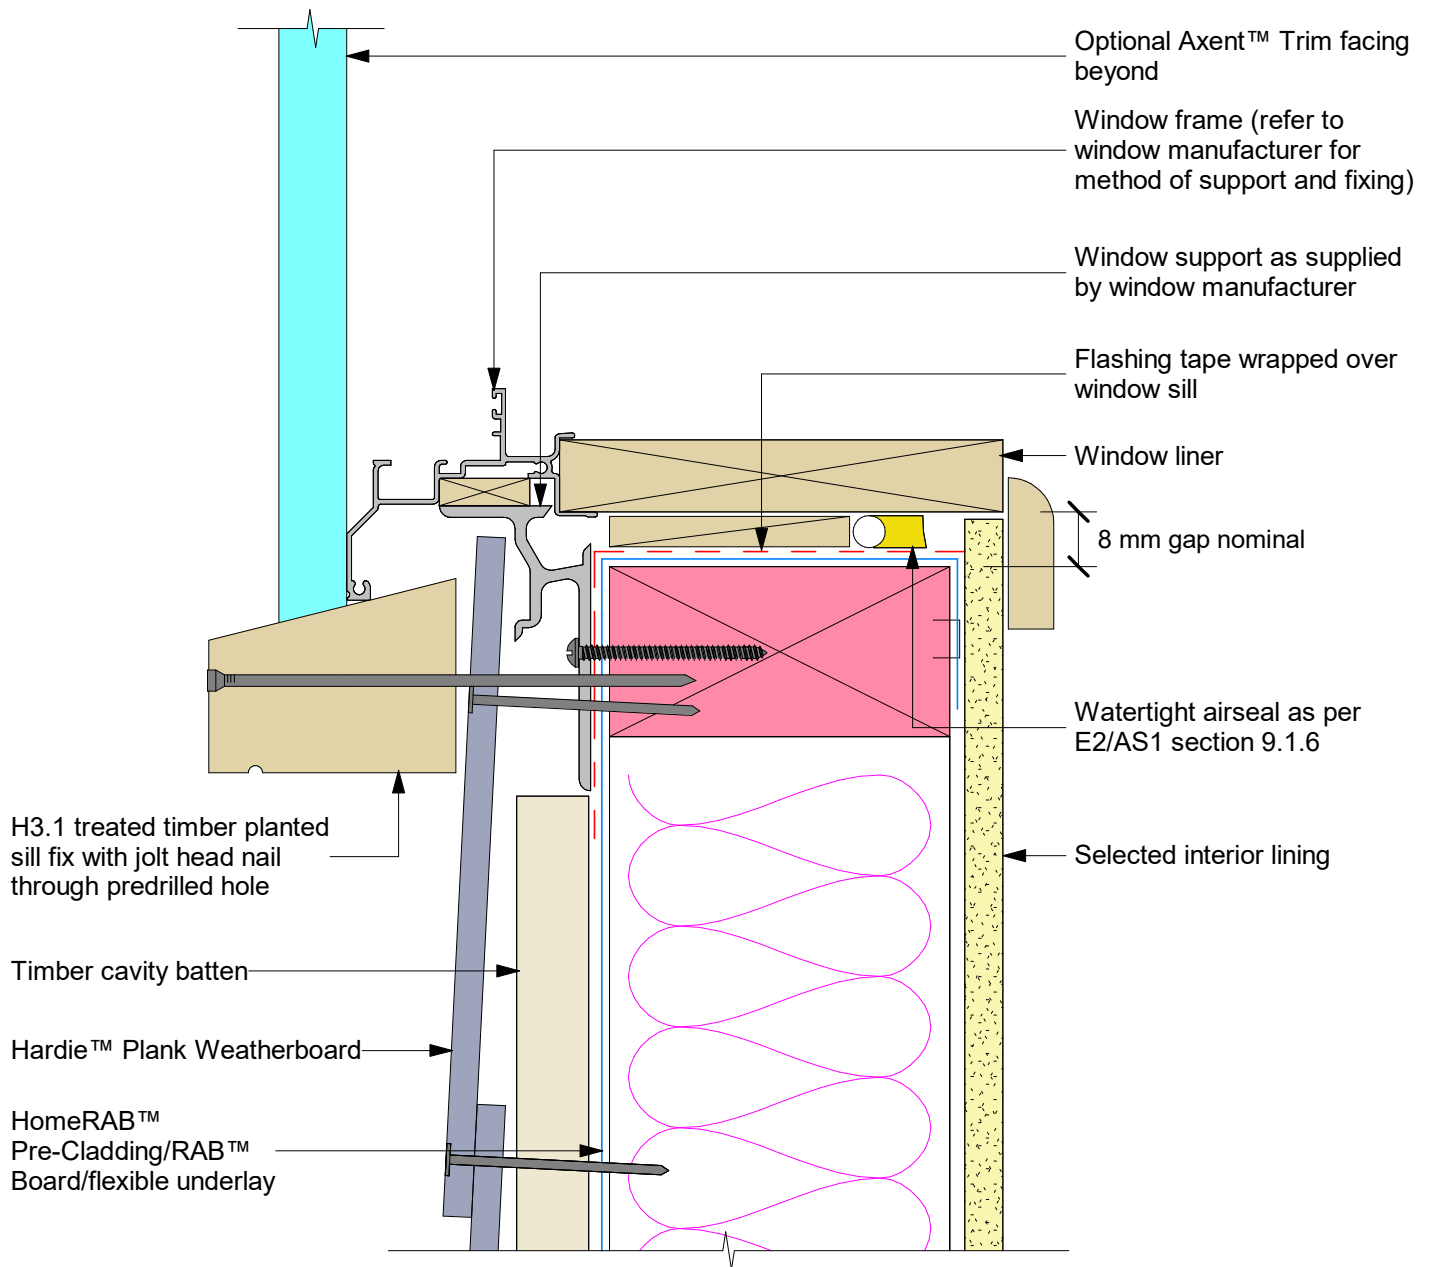 Optional Axent™ Trim facing
beyond
Window frame (refer to
window manufacturer for
method of support and fixing)
Window support as supplied
by window manufacturer
Flashing tape wrapped over
window sill
Window liner
8 mm gap nominal
Watertight airseal as per
E2/AS1 section 9.1.6
H3.1 treated timber planted
sill fix with jolt head nail
through predrilled hole
Selected interior lining
Timber cavity batten
Hardie™ Plank Weatherboard
HomeRAB™
Pre-Cladding/RAB™
Board/flexible underlay